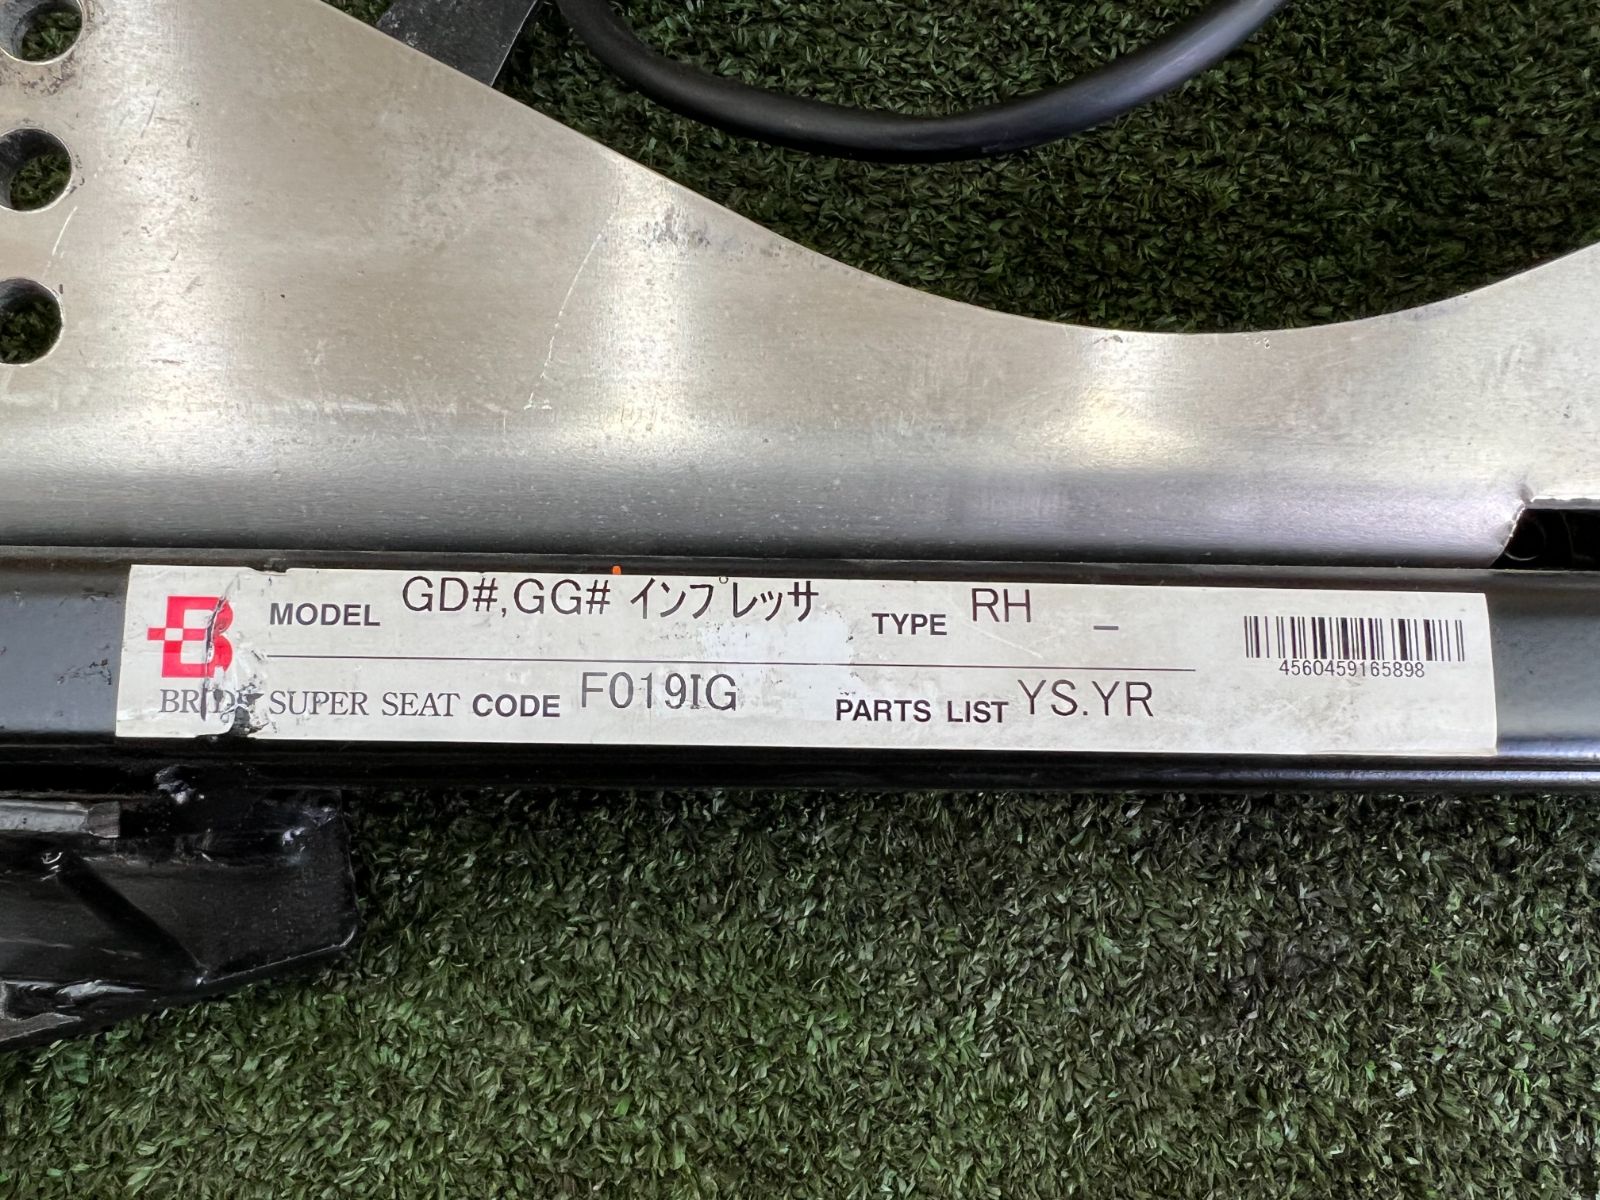 MODEL GD#,GG# インプレッサ TYPE RH _
4560459165898
BRIDE SUPER SEAT CODE F019IG PARTS LIST YS.YR